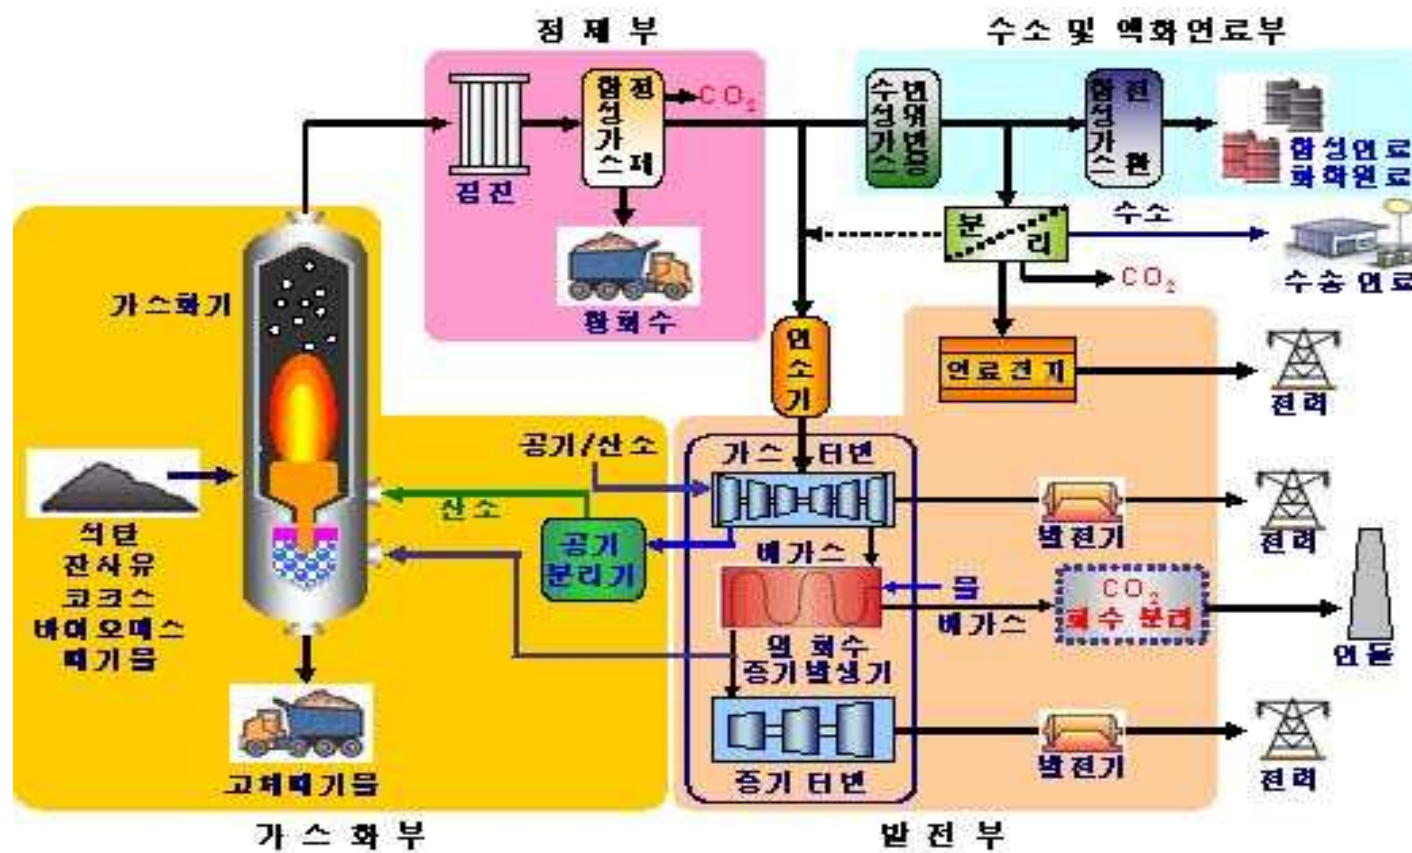 정 제 부
수소 및 액화연료부
집진
합성가스 정제
CO₂
황회수
수성가스 변위반응
합성가스 전환
합성연료
화학원료
분리
수소
CO₂
수송 연료
가스화기
연소기
연료전지
전력
공기/산소
가스 터빈
산소
공기
분리기
배가스
물
발전기
전력
석탄
잔사유
코크스
바이오매스
폐기물
열 회수
증기발생기
배가스
CO₂
회수 분리
연돌
고체폐기물
증기 터빈
발전기
전력
가 스 화 부
발 전 부